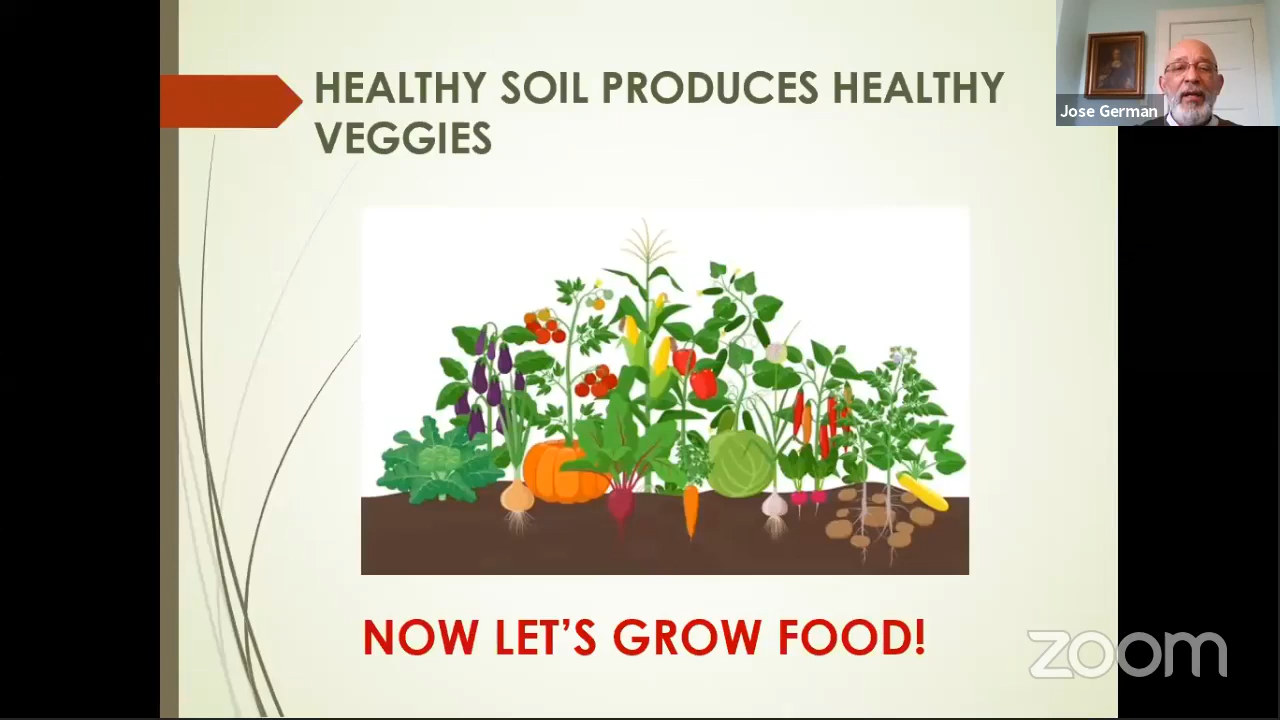 HEALTHY SOIL PRODUCES HEALTHY
VEGGIES
Jose German
NOW LET'S GROW FOOD!
zoom